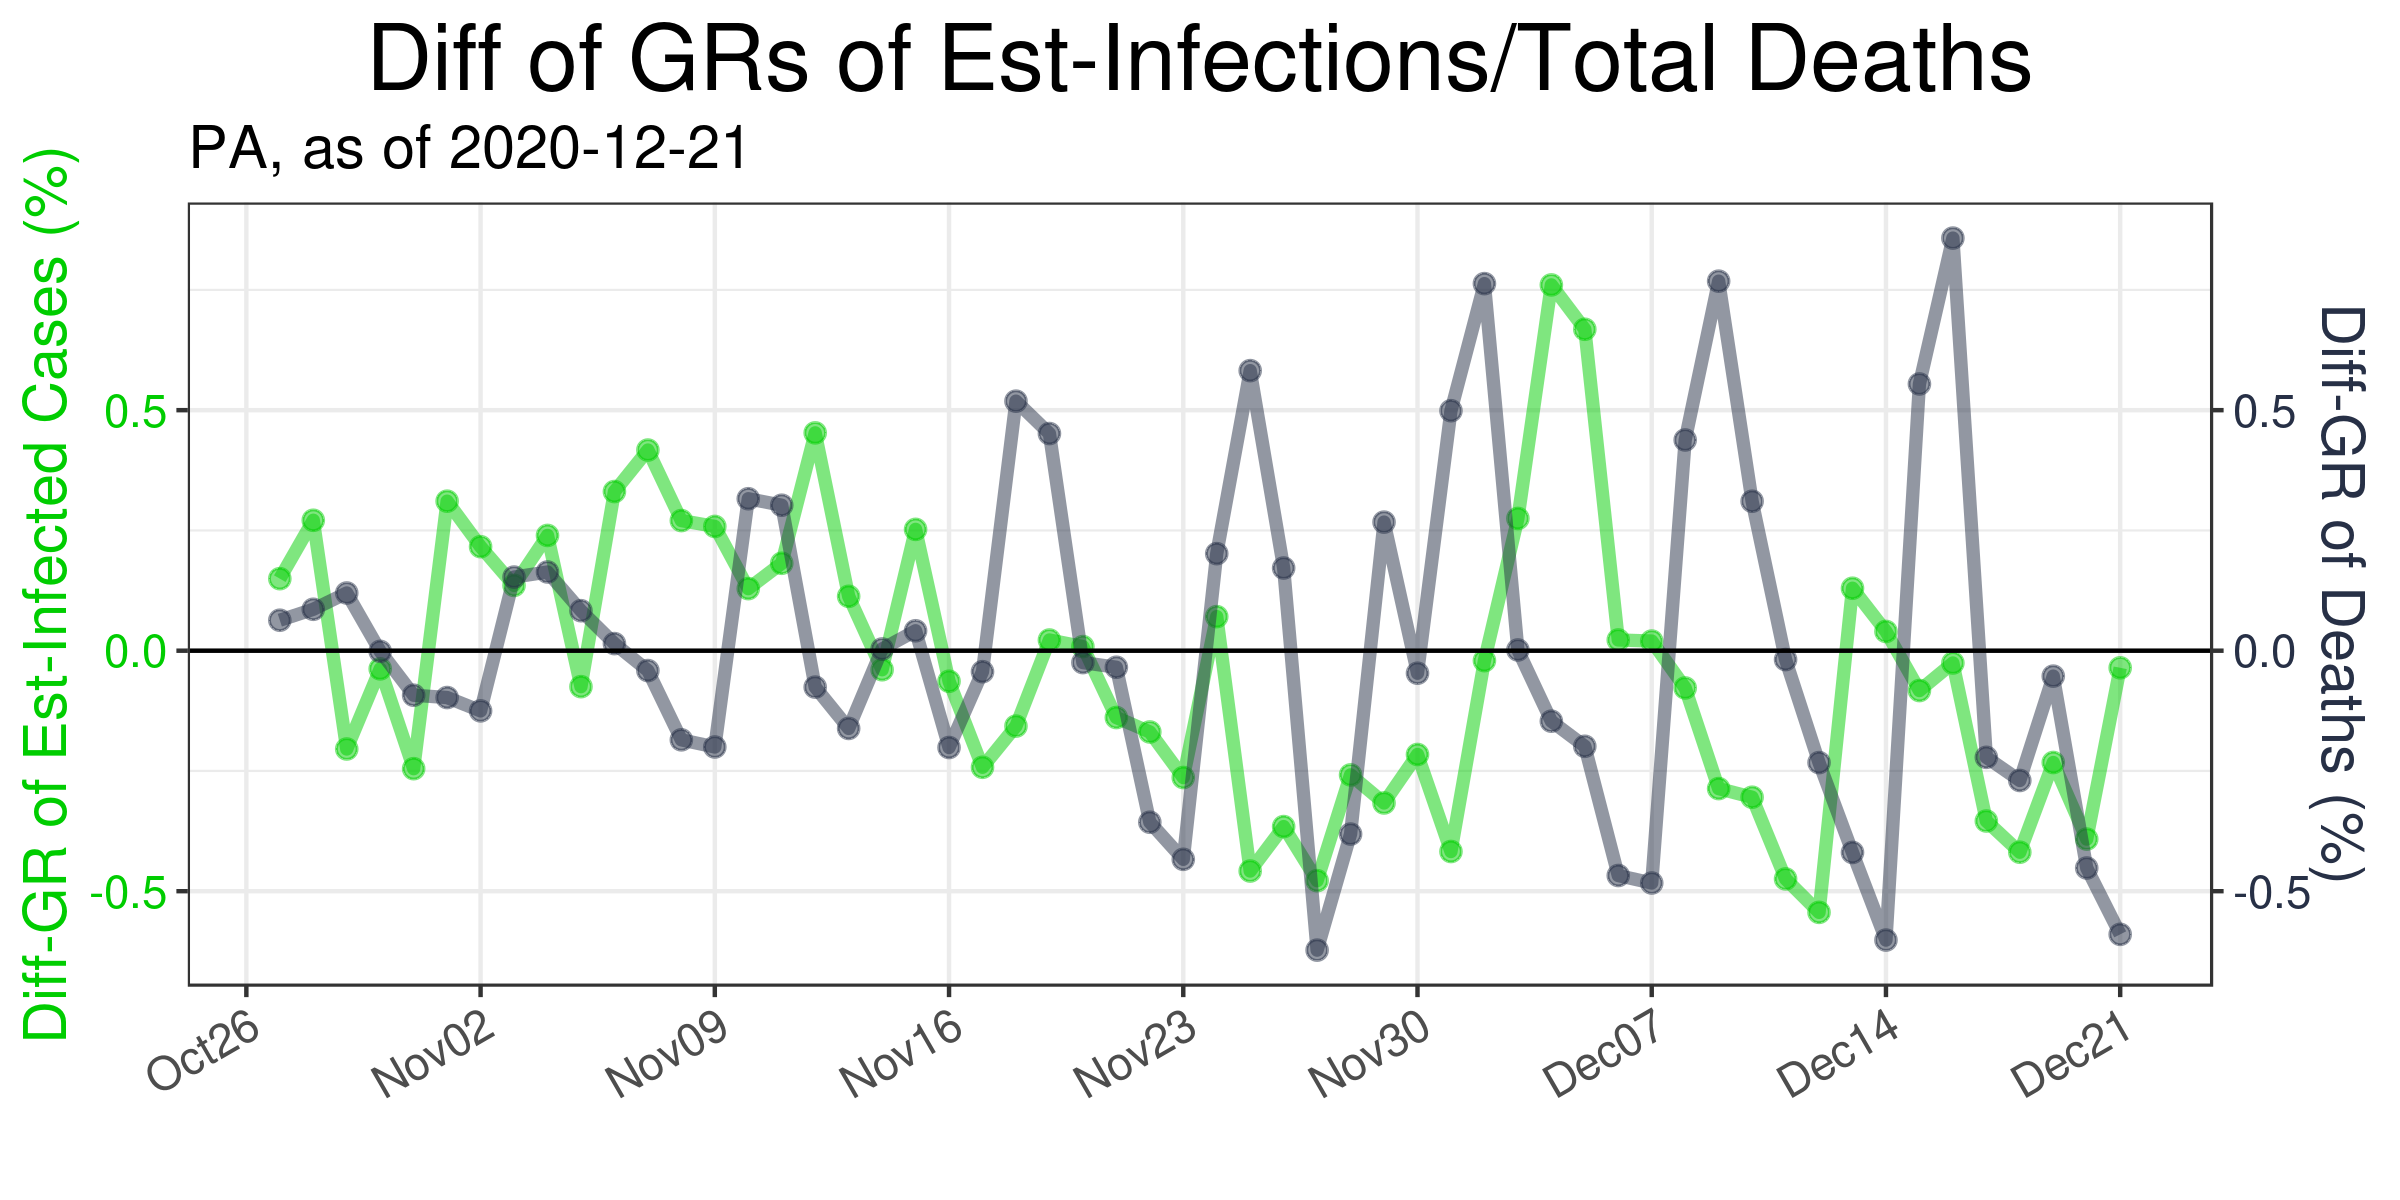 Diff of GRs of Est-Infections/Total Deaths
PA, as of 2020-12-21
Diff-GR of Est-Infected Cases (%)
0.5
0.0
-0.5
0.5
0.0
-0.5
Diff-GR of Deaths (%)
Oct26
Nov02
Nov09
Nov16
Nov23
Nov30
Dec07
Dec14
Dec21